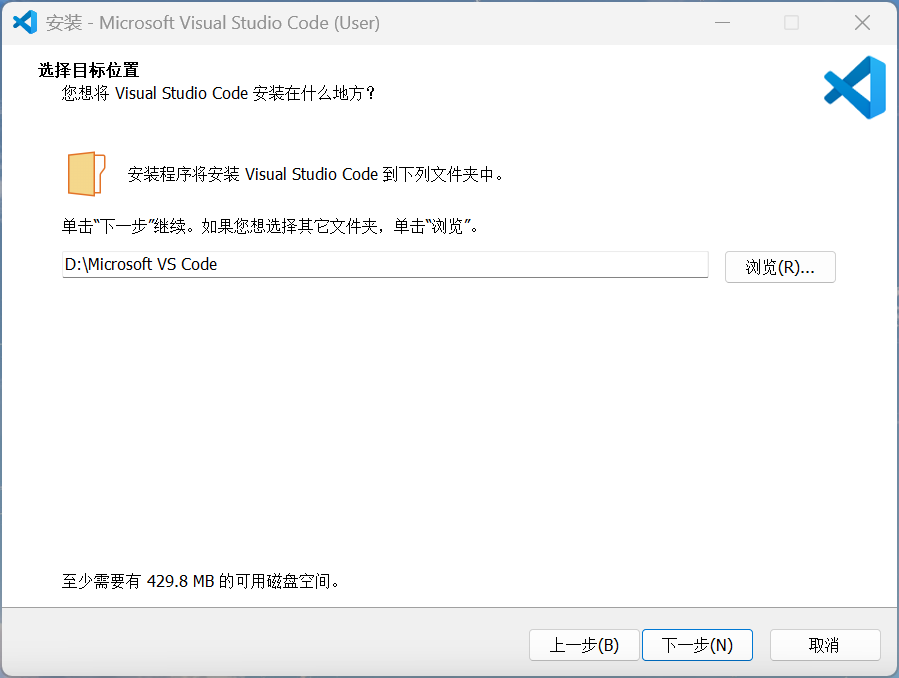 安装 - Microsoft Visual Studio Code (User)
选择目标位置
您想将 Visual Studio Code 安装在什么地方?
安装程序将安装 Visual Studio Code 到下列文件夹中。
单击“下一步”继续。如果您想选择其它文件夹，单击“浏览”。
D:\Microsoft VS Code
浏览(R)...
至少需要有 429.8 MB 的可用磁盘空间。
上一步(B)
下一步(N)
取消